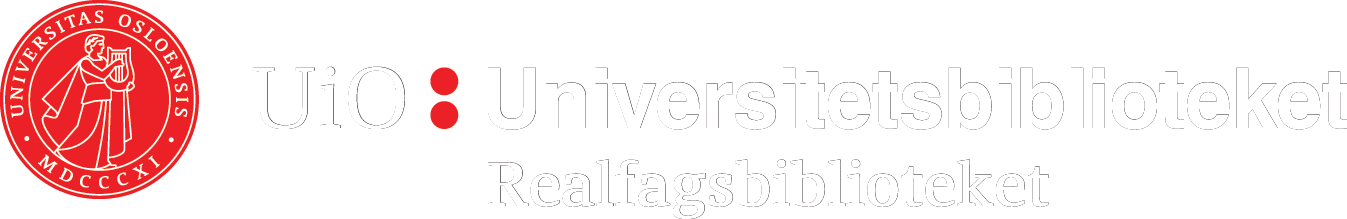 UNIVERSITAS OSLOENSIS
MDCCCXI
UiO : Universitetsbiblioteket
Realfagsbiblioteket